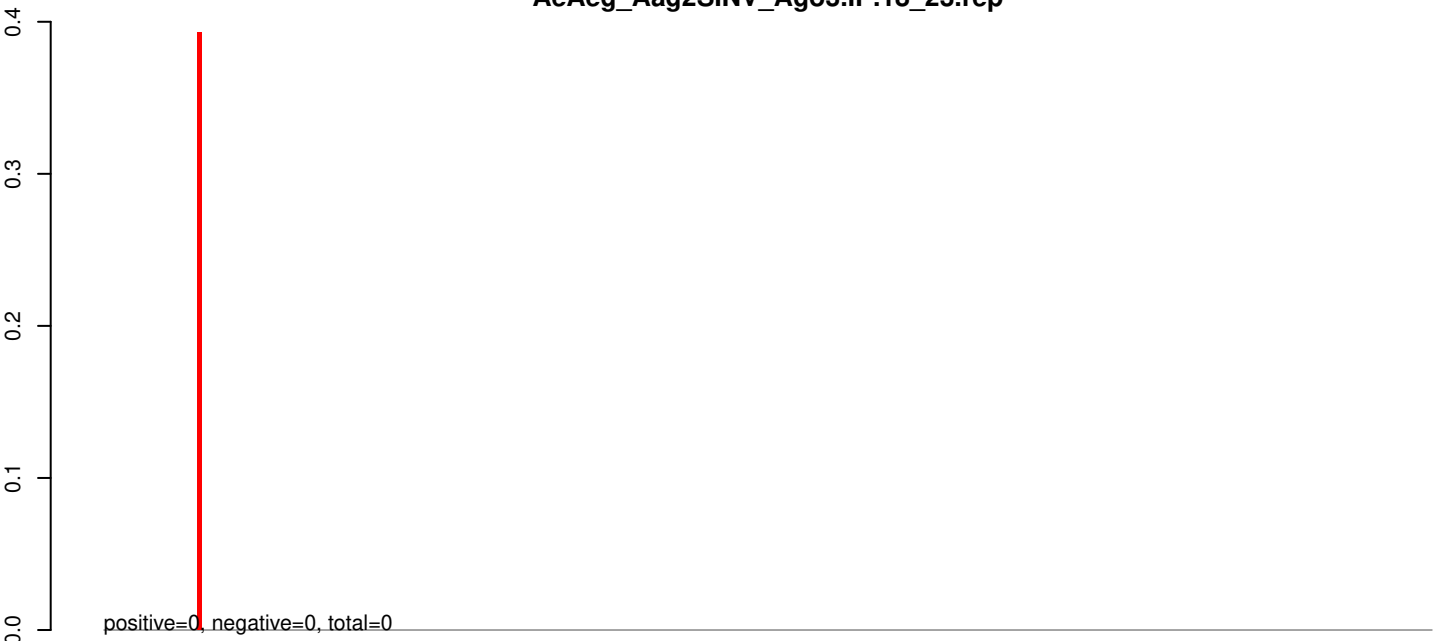 AeAeg_Aag2SINV_Ago3.IP.18_23.rep
0.4
0.3
0.2
0.1
0.0
positive=0, negative=0, total=0